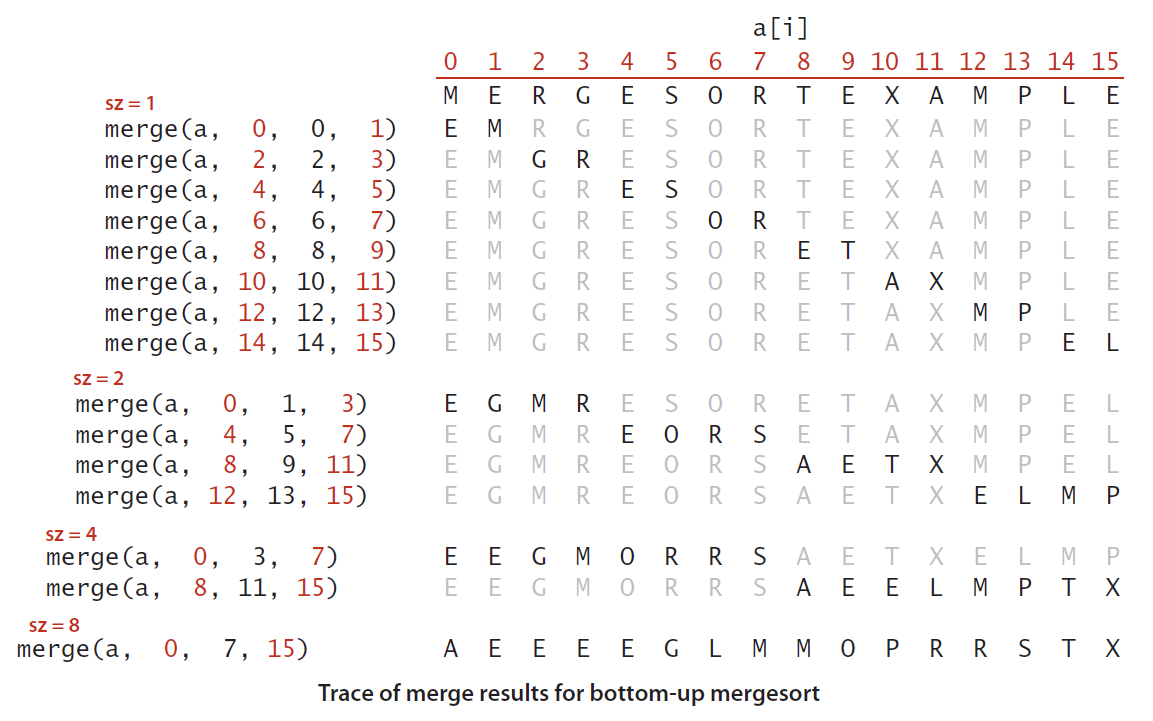 a[i]
0 1 2 3 4 5 6 7 8 9 10 11 12 13 14 15
M E R G E S O R T E X A M P L E
sz = 1
merge(a, 0, 0, 1) E M R G E S O R T E X A M P L E
merge(a, 2, 2, 3) E M G R E S O R T E X A M P L E
merge(a, 4, 4, 5) E M G R E S O R T E X A M P L E
merge(a, 6, 6, 7) E M G R E S O R T E X A M P L E
merge(a, 8, 8, 9) E M G R E S O R E T X A M P L E
merge(a, 10, 10, 11) E M G R E S O R E T A X M P L E
merge(a, 12, 12, 13) E M G R E S O R E T A X M P L E
merge(a, 14, 14, 15) E M G R E S O R E T A X M P E L
sz = 2
merge(a, 0, 1, 3) E G M R E S O R E T A X M P E L
merge(a, 4, 5, 7) E G M R E O R S E T A X M P E L
merge(a, 8, 9, 11) E G M R E O R S A E T X M P E L
merge(a, 12, 13, 15) E G M R E O R S A E T X E L M P
sz = 4
merge(a, 0, 3, 7) E E G M O R R S A E T X E L M P
merge(a, 8, 11, 15) E E G M O R R S A E E L M P T X
sz = 8
merge(a, 0, 7, 15) A E E E E G L M M O P R R S T X
Trace of merge results for bottom-up mergesort